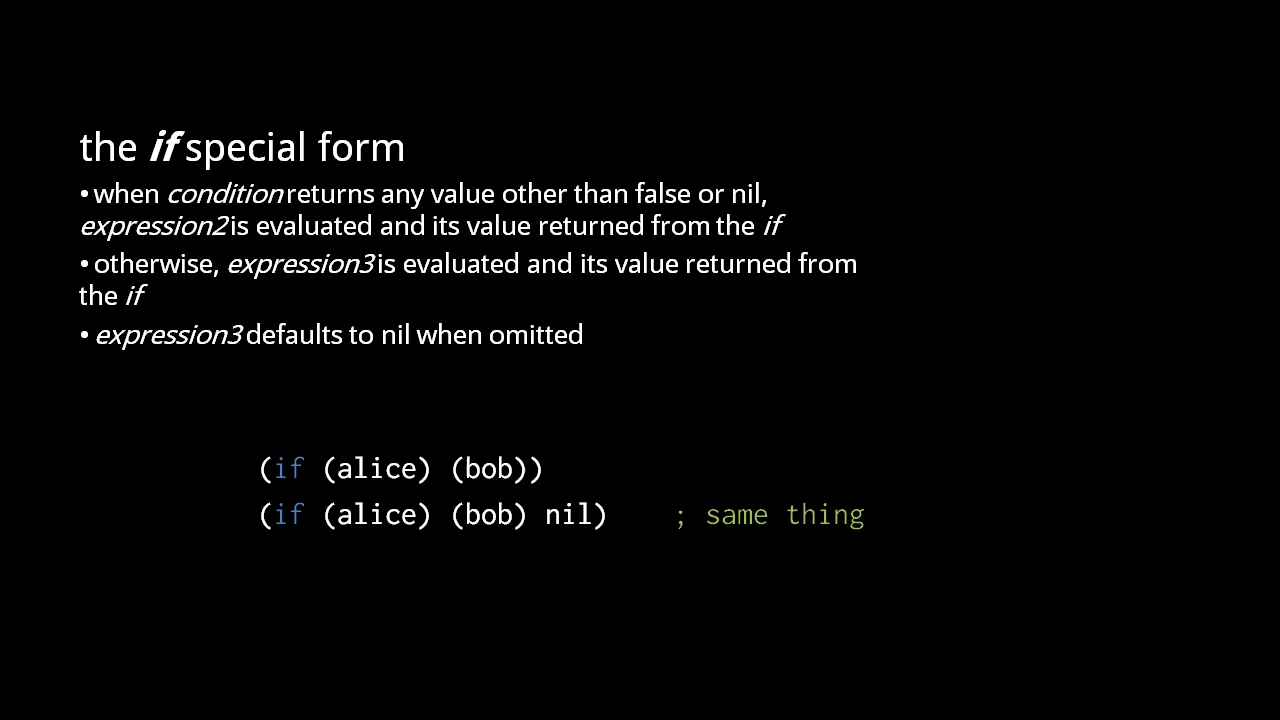 the if special form
• when condition returns any value other than false or nil,
expression2 is evaluated and its value returned from the if
• otherwise, expression3 is evaluated and its value returned from
the if
• expression3 defaults to nil when omitted
(if (alice) (bob))
(if (alice) (bob) nil)    ; same thing